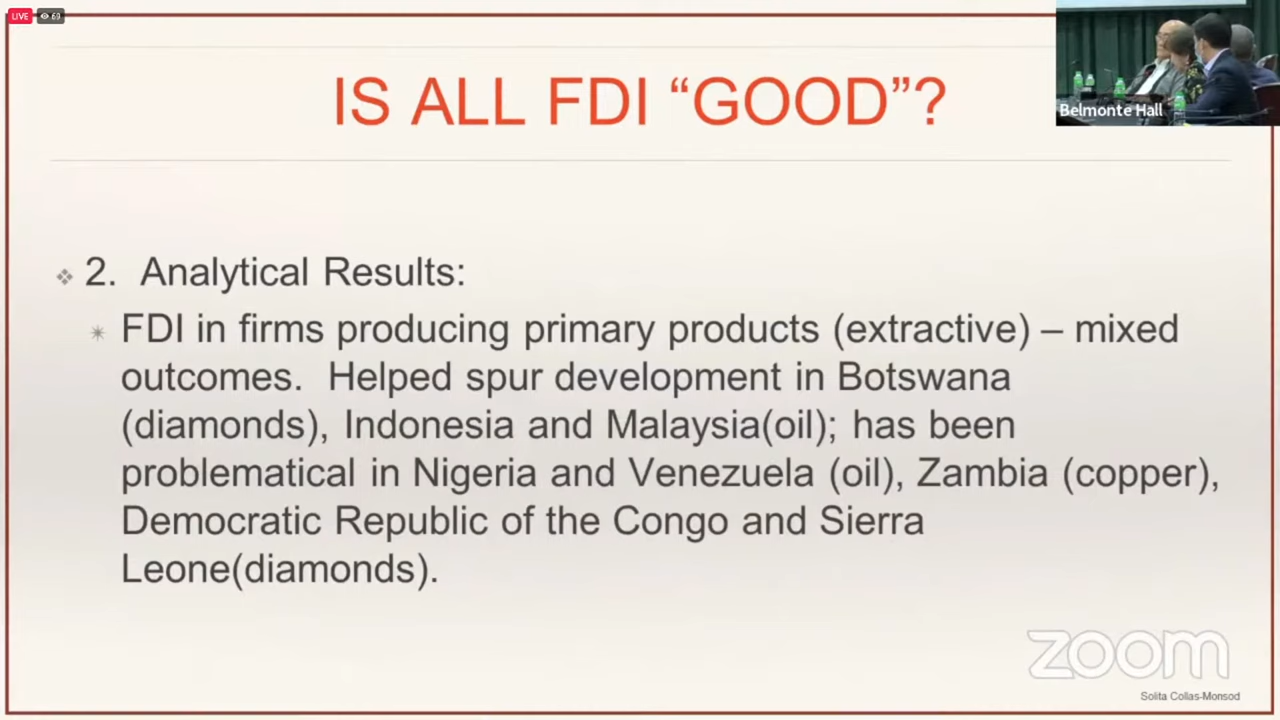 LIVE 69
IS ALL FDI “GOOD”?
Belmonte Hall
2. Analytical Results:
FDI in firms producing primary products (extractive) – mixed
outcomes. Helped spur development in Botswana
(diamonds), Indonesia and Malaysia(oil); has been
problematical in Nigeria and Venezuela (oil), Zambia (copper),
Democratic Republic of the Congo and Sierra
Leone(diamonds).
zoom
Solita Collas-Monsod